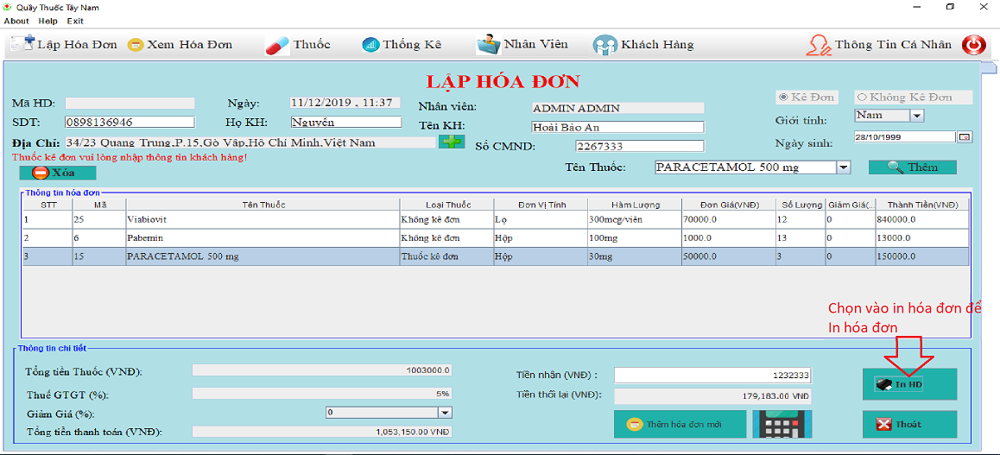 Quầy Thuốc Tây Nam
About Help Exit
Lập Hóa Đơn Xem Hóa Đơn Thuốc Thống Kê Nhân Viên Khách Hàng Thông Tin Cá Nhân
LẬP HÓA ĐƠN
Mã HD: Ngày: 11/12/2019 , 11:37 Nhân viên: ADMIN ADMIN Kê Đơn Không Kê Đơn
SDT: 0898136946 Họ KH: Nguyễn Tên KH: Hoài Bảo An Giới tính: Nam
Địa Chỉ: 34/23 Quang Trung,P.15,Gò Vấp,Hồ Chí Minh,Việt Nam Số CMND: 2267333 Ngày sinh: 28/10/1999
Thuốc kê đơn vui lòng nhập thông tin khách hàng!
Xóa Tên Thuốc: PARACETAMOL 500 mg Thêm
Thông tin hóa đơn
STT Mã Tên Thuốc Loại Thuốc Đơn Vị Tính Hàm Lượng Đơn Giá(VNĐ) Số Lượng Giảm Giá(... Thành Tiền(VNĐ)
1 25 Viabiovit Không kê đơn Lọ 300mcg/viên 70000.0 12 0 840000.0
2 6 Pabemin Không kê đơn Hộp 100mg 1000.0 13 0 13000.0
3 15 PARACETAMOL 500 mg Thuốc kê đơn Hộp 30mg 50000.0 3 0 150000.0
Chọn vào in hóa đơn để
In hóa đơn
Thông tin chi tiết
Tổng tiền Thuốc (VNĐ): 1003000.0 Tiền nhận (VNĐ) : 1232333 In HD
Thuế GTGT (%): 5% Tiền thối lại (VNĐ): 179,183.00 VNĐ
Giảm Giá (%): 0
Tổng tiền thanh toán (VNĐ): 1,053,150.00 VNĐ Thêm hóa đơn mới Thoát